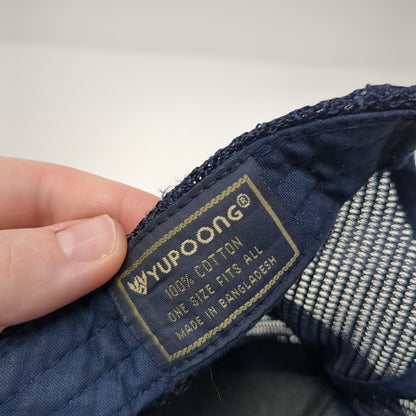 YUPOONG®
100% COTTON
ONE SIZE FITS ALL
MADE IN BANGLADESH